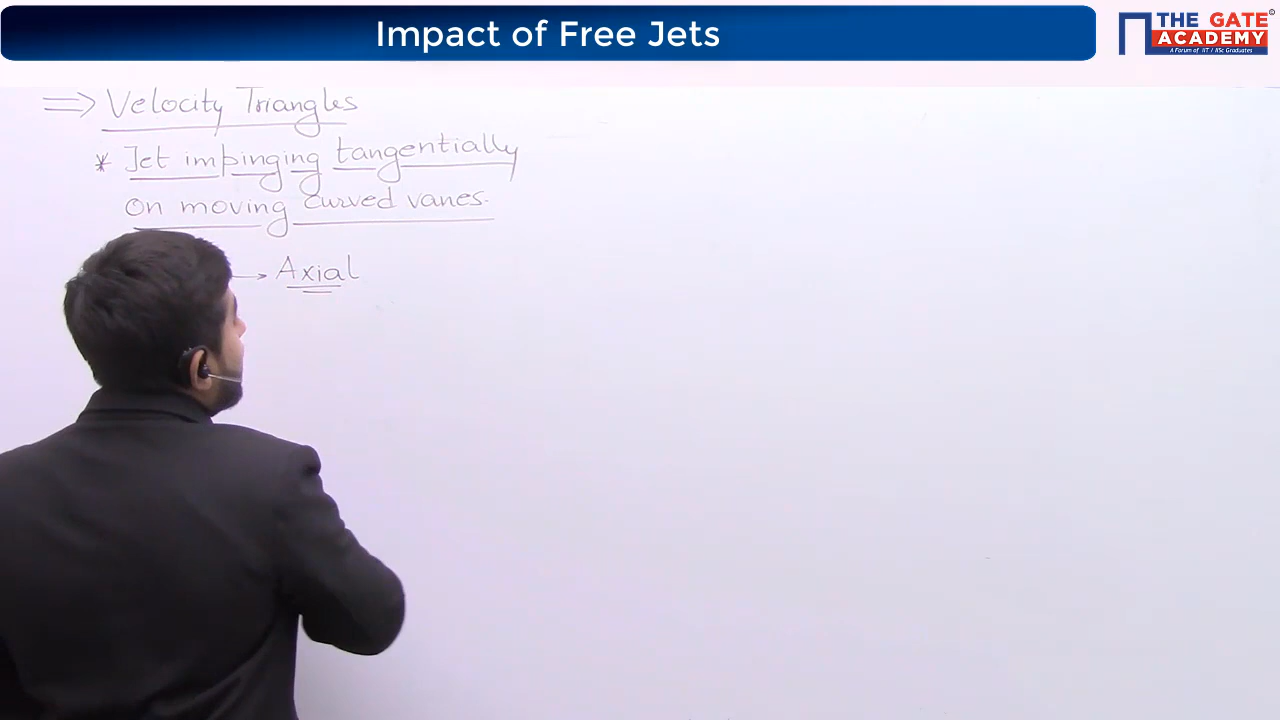 Impact of Free Jets
THE GATE
ACADEMY
©
A Forum of IIT / IISc Graduates
⇒ Velocity Triangles
* Jet impinging tangentially
on moving curved vanes.
→ Axial